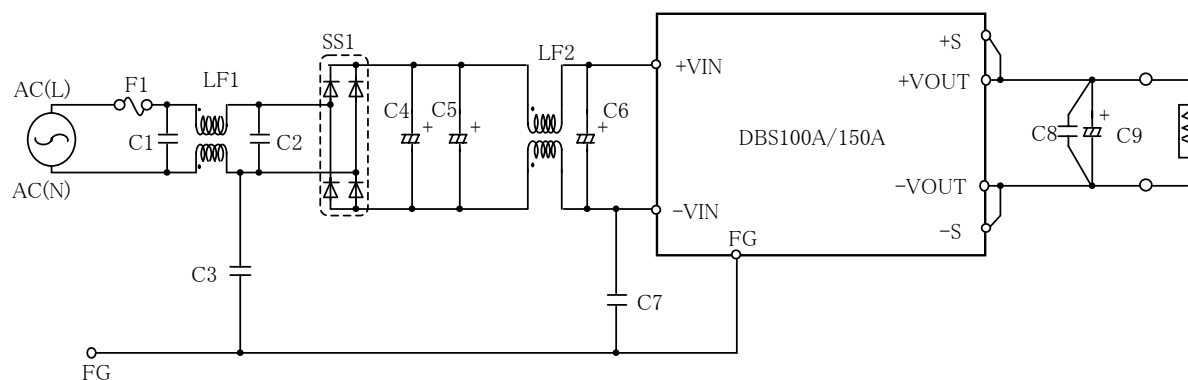 SS1
+S
LF2
F1
LF1
+VIN
+VOUT
AC(L)
C4
+
C5
+
C6
+
C1
C2
DBS100A/150A
C8
+
C9
AC(N)
−VOUT
−VIN
−S
FG
C3
C7
FG